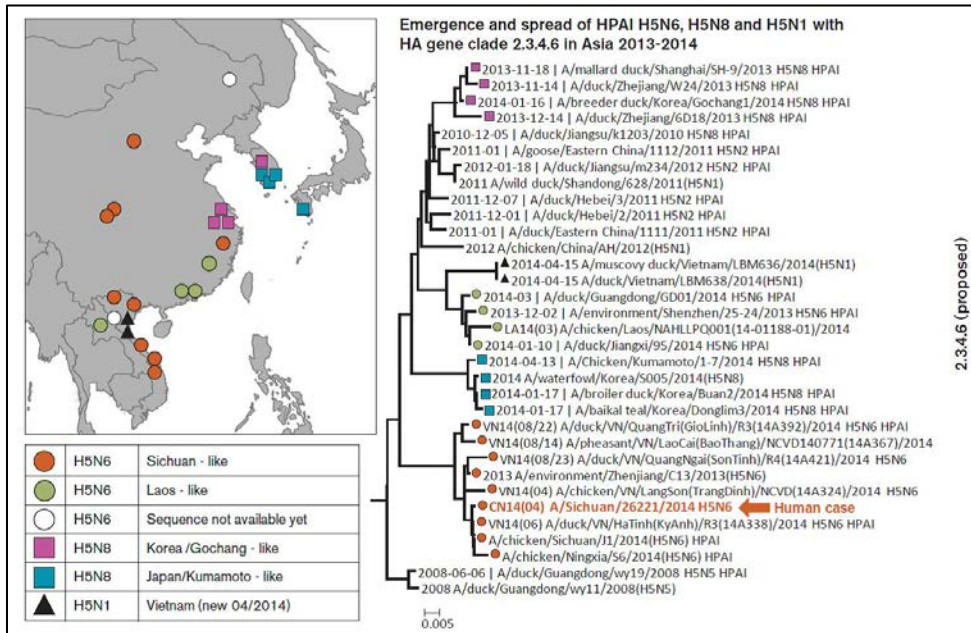 Emergence and spread of HPAI H5N6, H5N8 and H5N1 with
HA gene clade 2.3.4.6 in Asia 2013-2014
2013-11-18 | A/mallard duck/Shanghai/SH-9/2013 H5N8 HPAI
2013-11-14 | A/duck/Zhejiang/W24/2013 H5N8 HPAI
2014-01-16 | A/breeder duck/Korea/Gochang1/2014 H5N8 HPAI
2013-12-14 | A/duck/Zhejiang/6D18/2013 H5N8 HPAI
2010-12-05 | A/duck/Jiangsu/k1203/2010 H5N8 HPAI
2011-01 | A/goose/Eastern China/1112/2011 H5N2 HPAI
2012-01-18 | A/duck/Jiangsu/m234/2012 H5N2 HPAI
2011 A/wild duck/Shandong/628/2011(H5N1)
2011-12-07 | A/duck/Hebei/3/2011 H5N2 HPAI
2011-12-01 | A/duck/Hebei/2/2011 H5N2 HPAI
2011-01 | A/duck/Eastern China/1111/2011 H5N2 HPAI
2012 A/chicken/China/AH/2012(H5N1)
2014-04-15 A/muscovy duck/Vietnam/LBM636/2014(H5N1)
2014-04-15 A/duck/Vietnam/LBM638/2014(H5N1)
2014-03 | A/duck/Guangdong/GD01/2014 H5N6 HPAI
2013-12-02 | A/environment/Shenzhen/25-24/2013 H5N6 HPAI
LA14(03) A/chicken/Laos/NAHLLPQ001(14-01188-01)/2014
2014-01-10 | A/duck/Jiangxi/95/2014 H5N6 HPAI
2014-04-13 | A/Chicken/Kumamoto/1-7/2014 H5N8 HPAI
2014 A/waterfowl/Korea/S005/2014(H5N8)
2014-01-17 | A/broiler duck/Korea/Buan2/2014 H5N8 HPAI
2014-01-17 | A/baikal teal/Korea/Donglim3/2014 H5N8 HPAI
VN14(08/22) A/duck/VN/QuangTri(GioLinh)/R3(14A392)/2014 H5N6 HPAI
VN14(08/14) A/pheasant/VN/LaoCai(BaoThang)/NCVD140771(14A367)/2014
VN14(08/23) A/duck/VN/QuangNgai(SonTinh)/R4(14A421)/2014 H5N6
2013 A/environment/Zhenjiang/C13/2013(H5N6)
VN14(04) A/chicken/VN/LangSon(TrangDinh)/NCVD(14A324)/2014 H5N6
CN14(04) A/Sichuan/26221/2014 H5N6 Human case
VN14(06) A/duck/VN/HaTinh(KyAnh)/R3(14A338)/2014 H5N6 HPAI
A/chicken/Sichuan/J1/2014(H5N6) HPAI
A/chicken/Ningxia/S6/2014(H5N6) HPAI
2008-06-06 | A/duck/Guangdong/wy19/2008 H5N5 HPAI
2008 A/duck/Guangdong/wy11/2008(H5N5)
0.005
2.3.4.6 (proposed)
H5N6 Sichuan - like
H5N6 Laos - like
H5N6 Sequence not available yet
H5N8 Korea /Gochang - like
H5N8 Japan/Kumamoto - like
H5N1 Vietnam (new 04/2014)